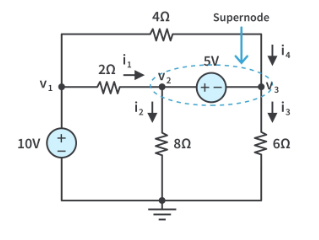 4Ω
Supernode
i4
5V
i1
2Ω
v1
v2
+ −
v3
i2
i3
10V
+
−
8Ω
6Ω